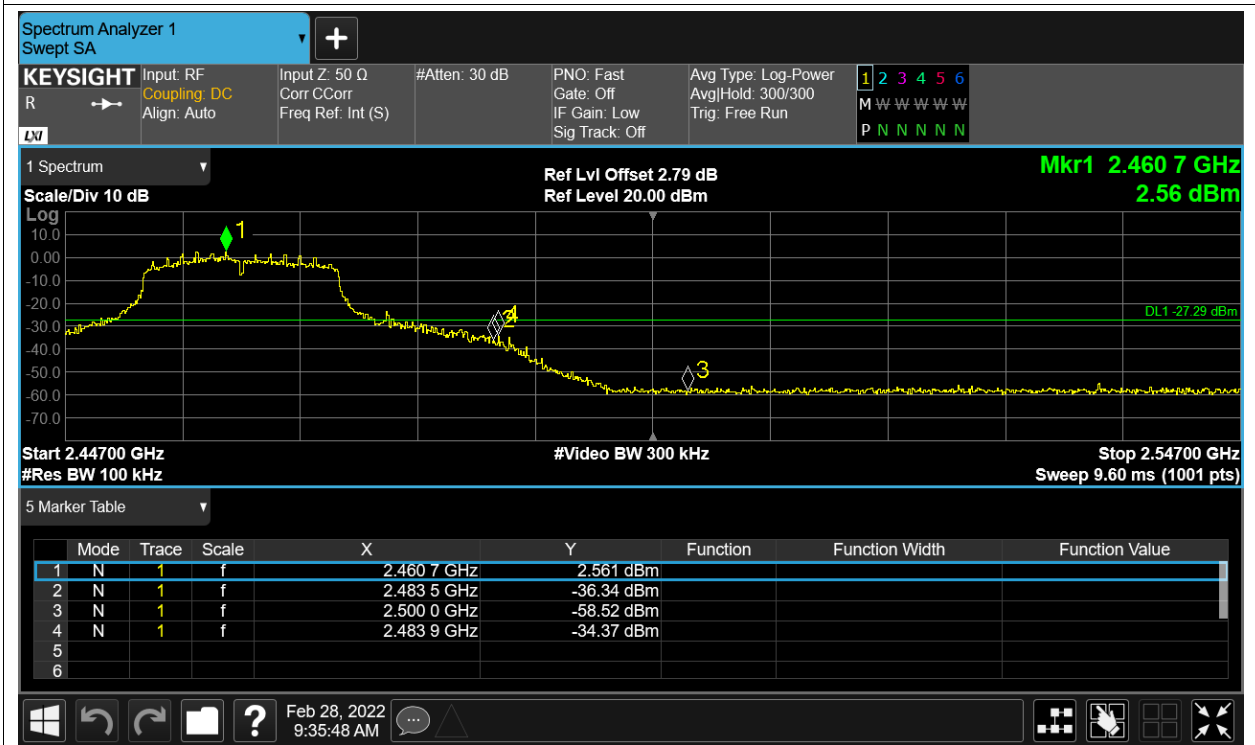 Spectrum Analyzer 1
Swept SA
+
KEYSIGHT
R
LXI
Input: RF
Coupling: DC
Align: Auto
Input Z: 50 Ω
Corr CCorr
Freq Ref: Int (S)
#Atten: 30 dB
PNO: Fast
Gate: Off
IF Gain: Low
Sig Track: Off
Avg Type: Log-Power
Avg|Hold: 300/300
Trig: Free Run
1 2 3 4 5 6
M W W W W W
P N N N N N
1 Spectrum
Scale/Div 10 dB
Ref Lvl Offset 2.79 dB
Ref Level 20.00 dBm
Mkr1 2.460 7 GHz
2.56 dBm
Log
10.0
0.00
-10.0
-20.0
-30.0
-40.0
-50.0
-60.0
-70.0
1
2
4
3
DL1 -27.29 dBm
Start 2.44700 GHz
#Res BW 100 kHz
#Video BW 300 kHz
Stop 2.54700 GHz
Sweep 9.60 ms (1001 pts)
5 Marker Table
Mode Trace Scale X Y Function Function Width Function Value
1 N 1 f 2.460 7 GHz 2.561 dBm
2 N 1 f 2.483 5 GHz -36.34 dBm
3 N 1 f 2.500 0 GHz -58.52 dBm
4 N 1 f 2.483 9 GHz -34.37 dBm
5
6
?
Feb 28, 2022
9:35:48 AM